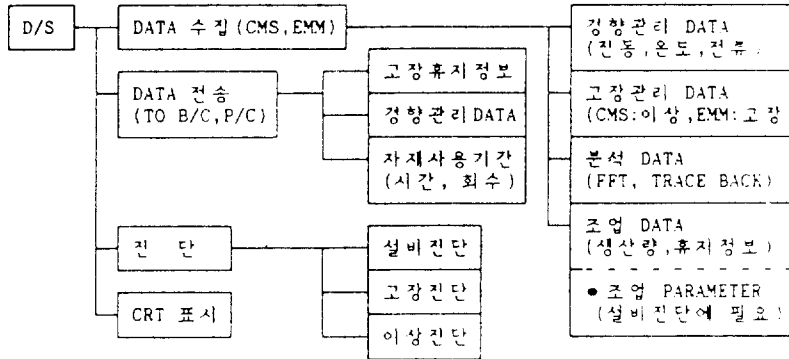 D/S
DATA 수집(CMS,EMM)
DATA 전송
(TO B/C,P/C)
진 단
CRT 표시
고장휴지정보
경향관리DATA
자재사용기간
(시간, 회수)
설비진단
고장진단
이상진단
경향관리 DATA
(진동,온도,전류)
고장관리 DATA
(CMS:이상,EMM:고장
분석 DATA
(FFT, TRACE BACK)
조업 DATA
(생산량,휴지정보)
● 조업 PARAMETER
(설비진단에 필요)